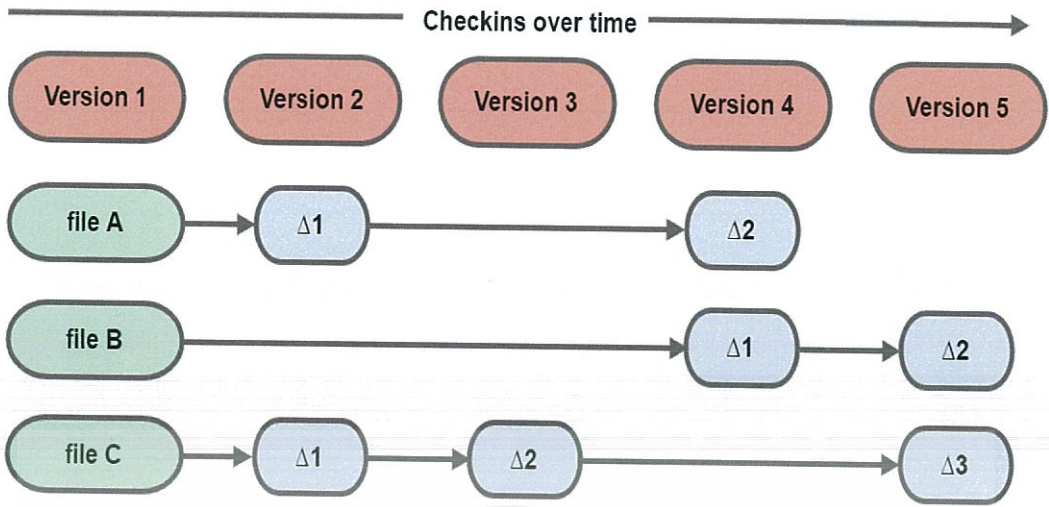 Checkins over time
Version 1 Version 2 Version 3 Version 4 Version 5
file A Δ1 Δ2
file B Δ1 Δ2
file C Δ1 Δ2 Δ3